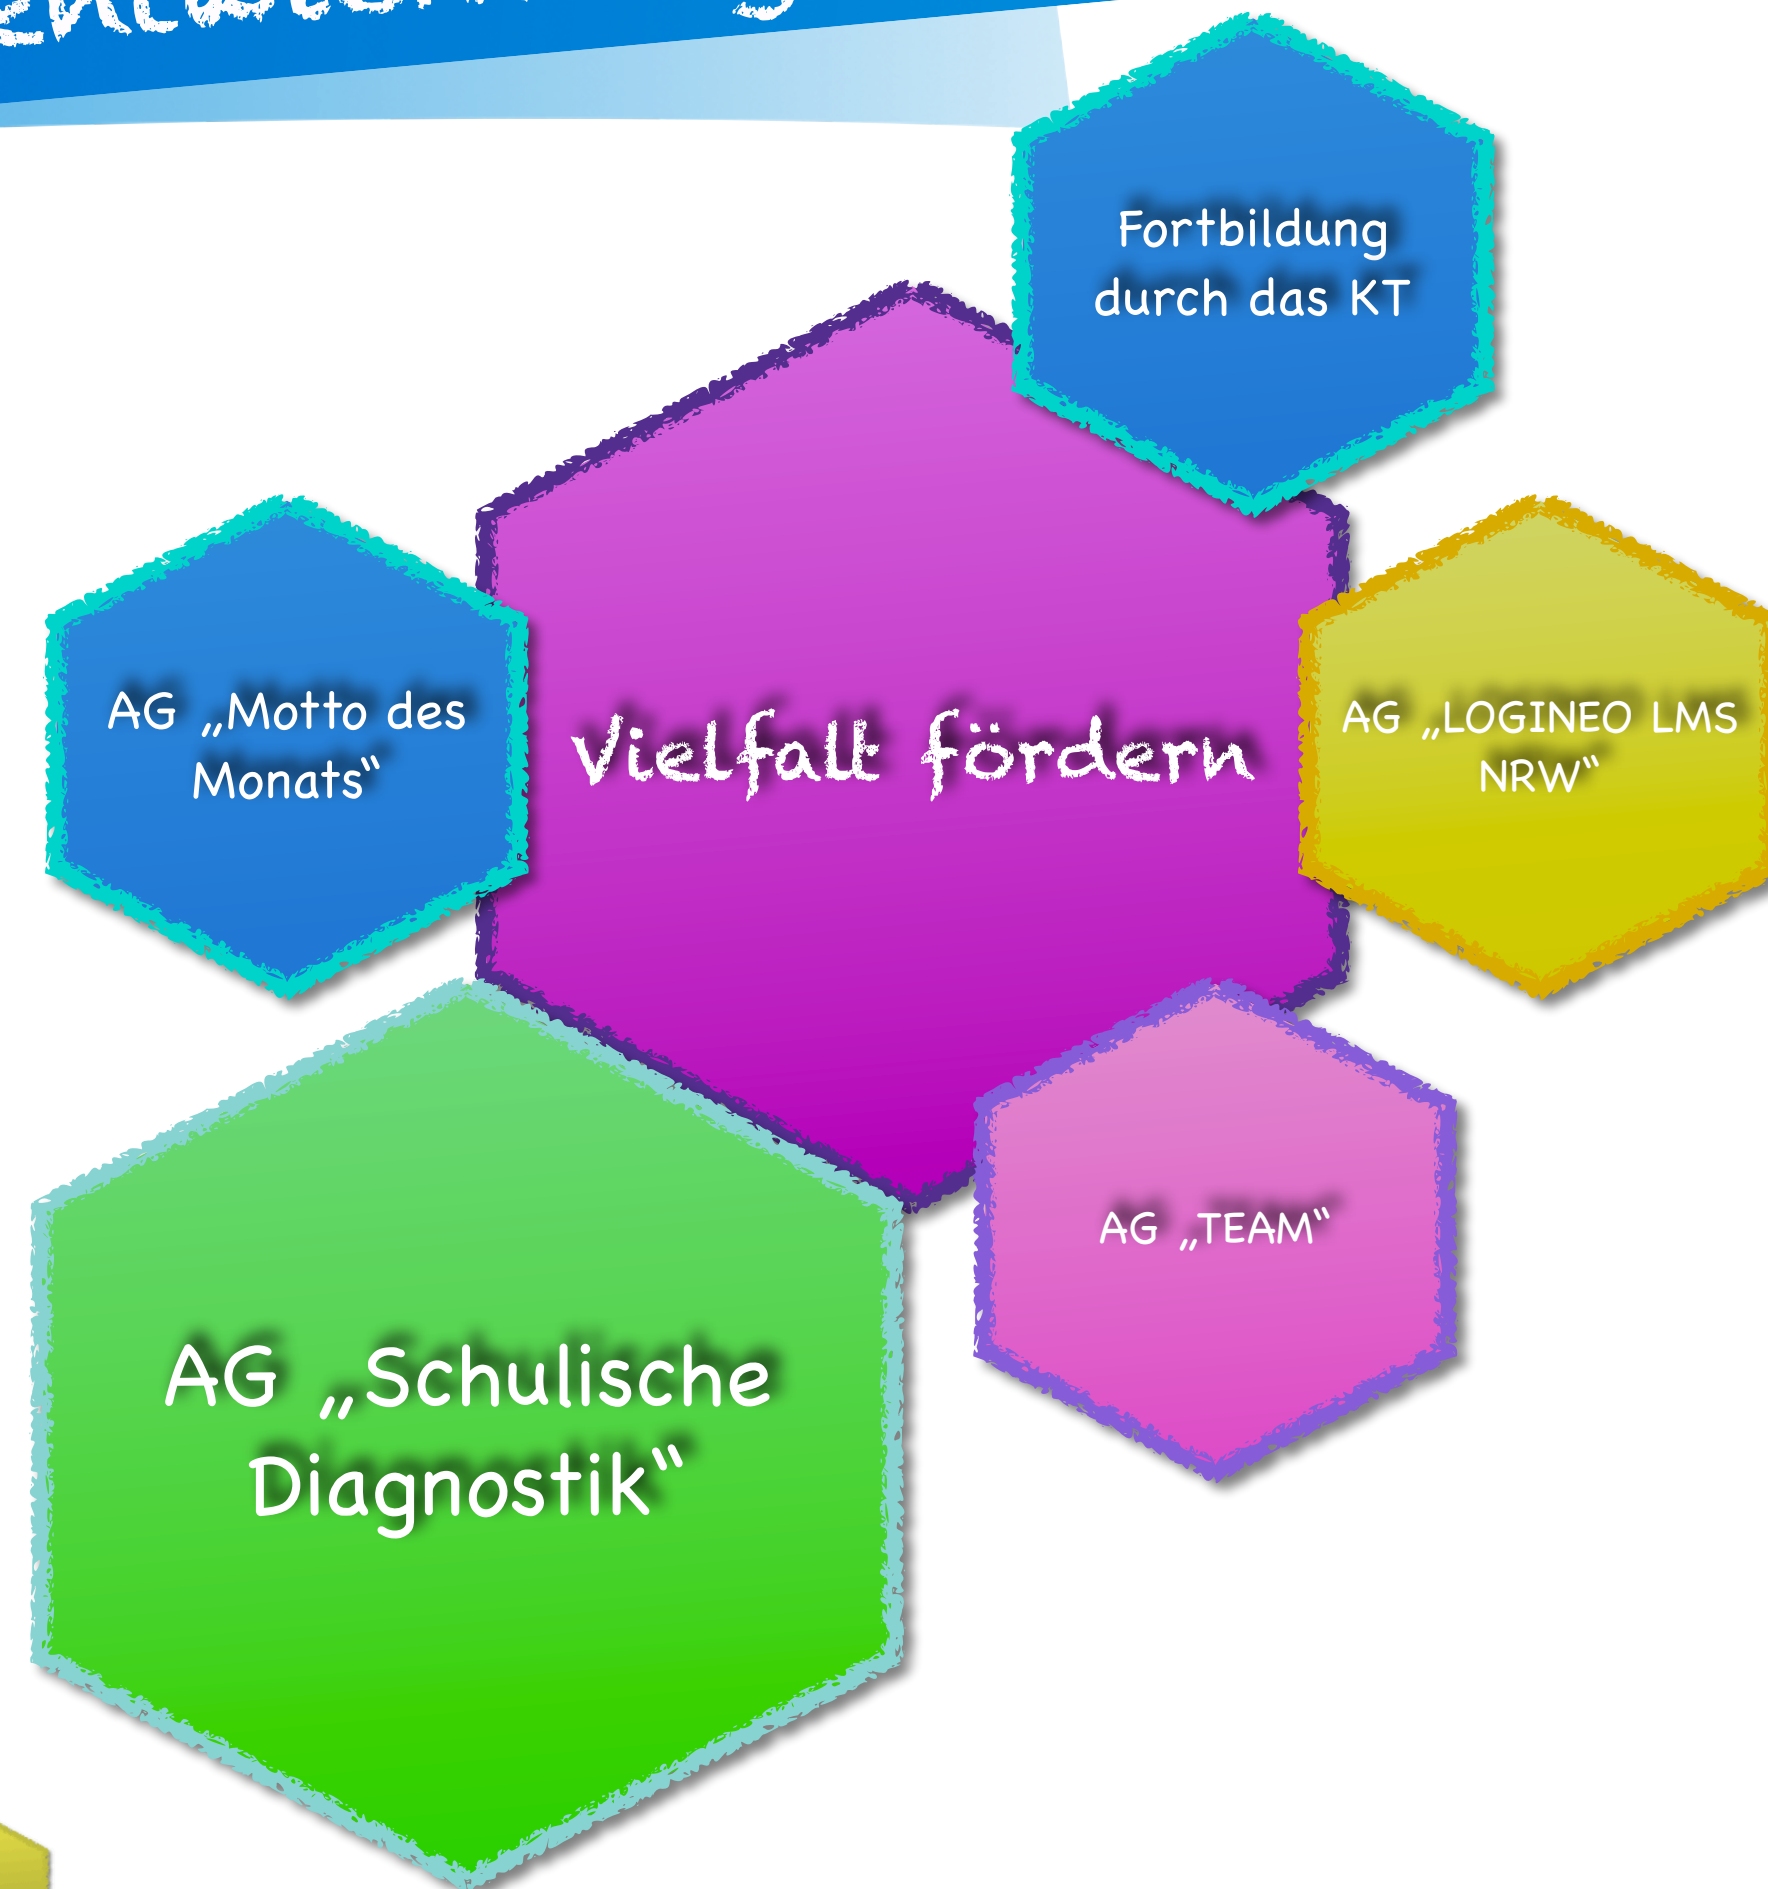 Fortbildung
durch das KT
AG „Motto des
Monats“
Vielfalt fördern
AG „LOGINEO LMS
NRW“
AG „TEAM“
AG „Schulische
Diagnostik“